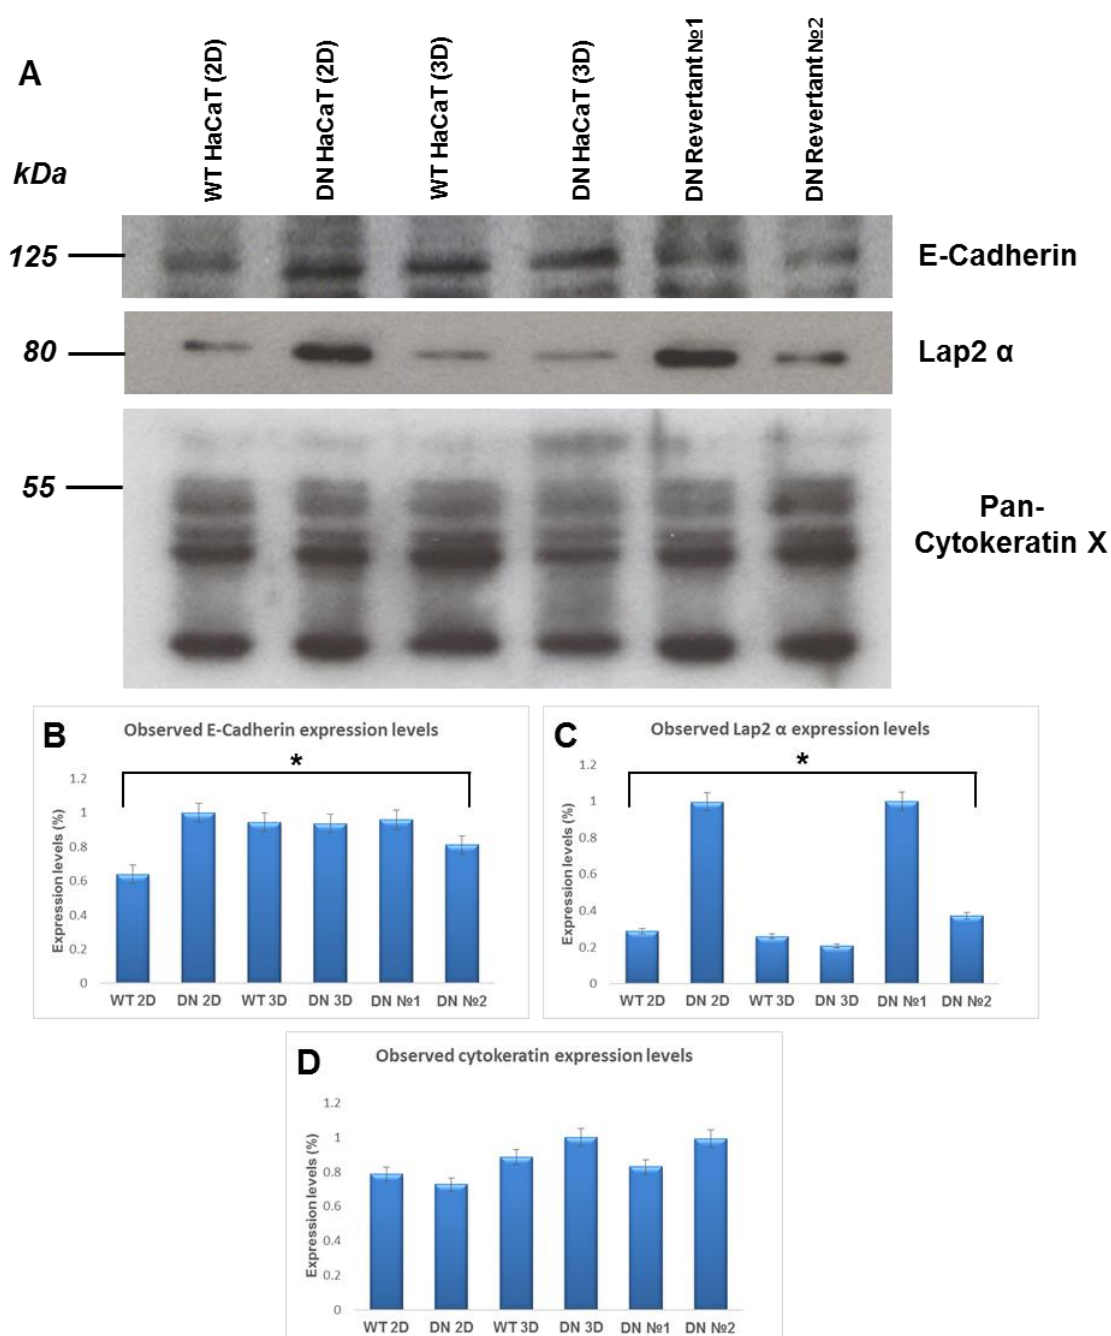 A
WT HaCaT (2D)
DN HaCaT (2D)
WT HaCaT (3D)
DN HaCaT (3D)
DN Revertant №1
DN Revertant №2
kDa
125
E-Cadherin
80
Lap2 α
55
Pan-
Cytokeratin X
B
Observed E-Cadherin expression levels
*
Expression levels (%)
1.2
1
0.8
0.6
0.4
0.2
0
WT 2D DN 2D WT 3D DN 3D DN №1 DN №2
C
Observed Lap2 α expression levels
*
Expression levels (%)
1.2
1
0.8
0.6
0.4
0.2
0
WT 2D DN 2D WT 3D DN 3D DN №1 DN №2
D
Observed cytokeratin expression levels
Expression levels (%)
1.2
1
0.8
0.6
0.4
0.2
0
WT 2D DN 2D WT 3D DN 3D DN №1 DN №2